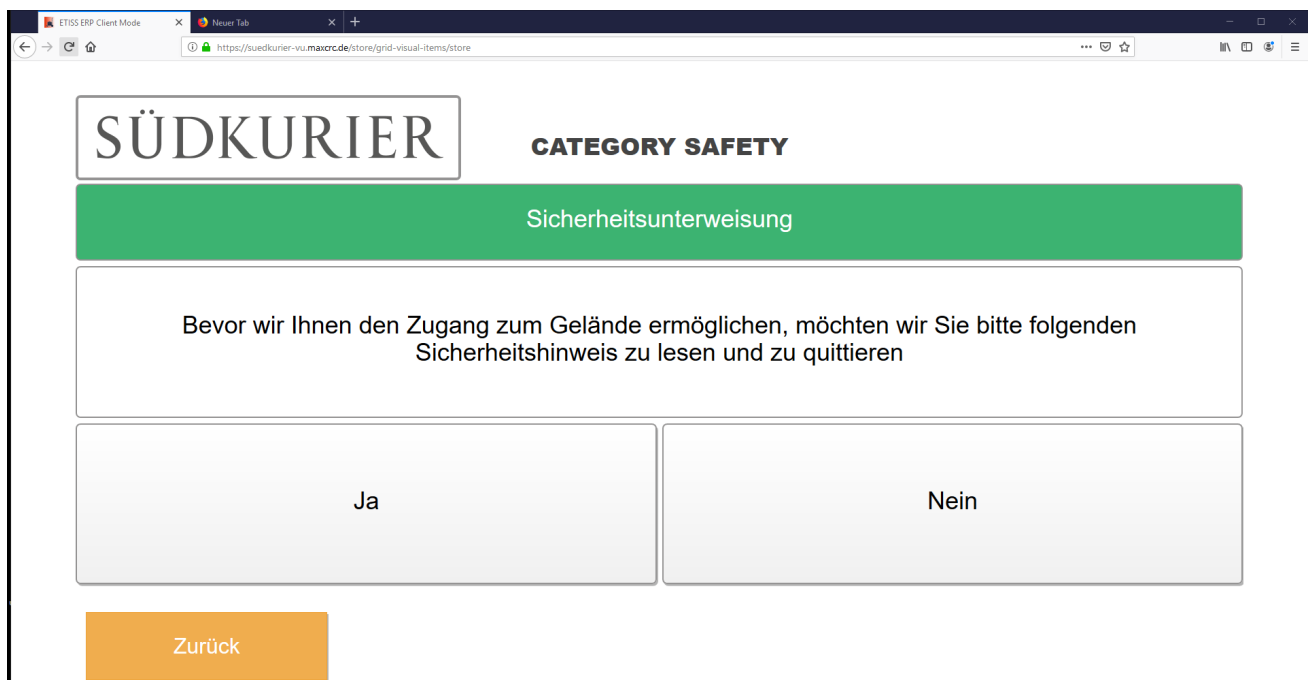 ETISS ERP Client Mode
Neuer Tab
https://suedkurier-vu.maxcrc.de/store/grid-visual-items/store
SÜDKURIER
CATEGORY SAFETY
Sicherheitsunterweisung
Bevor wir Ihnen den Zugang zum Gelände ermöglichen, möchten wir Sie bitte folgenden
Sicherheitshinweis zu lesen und zu quittieren
Ja
Nein
Zurück